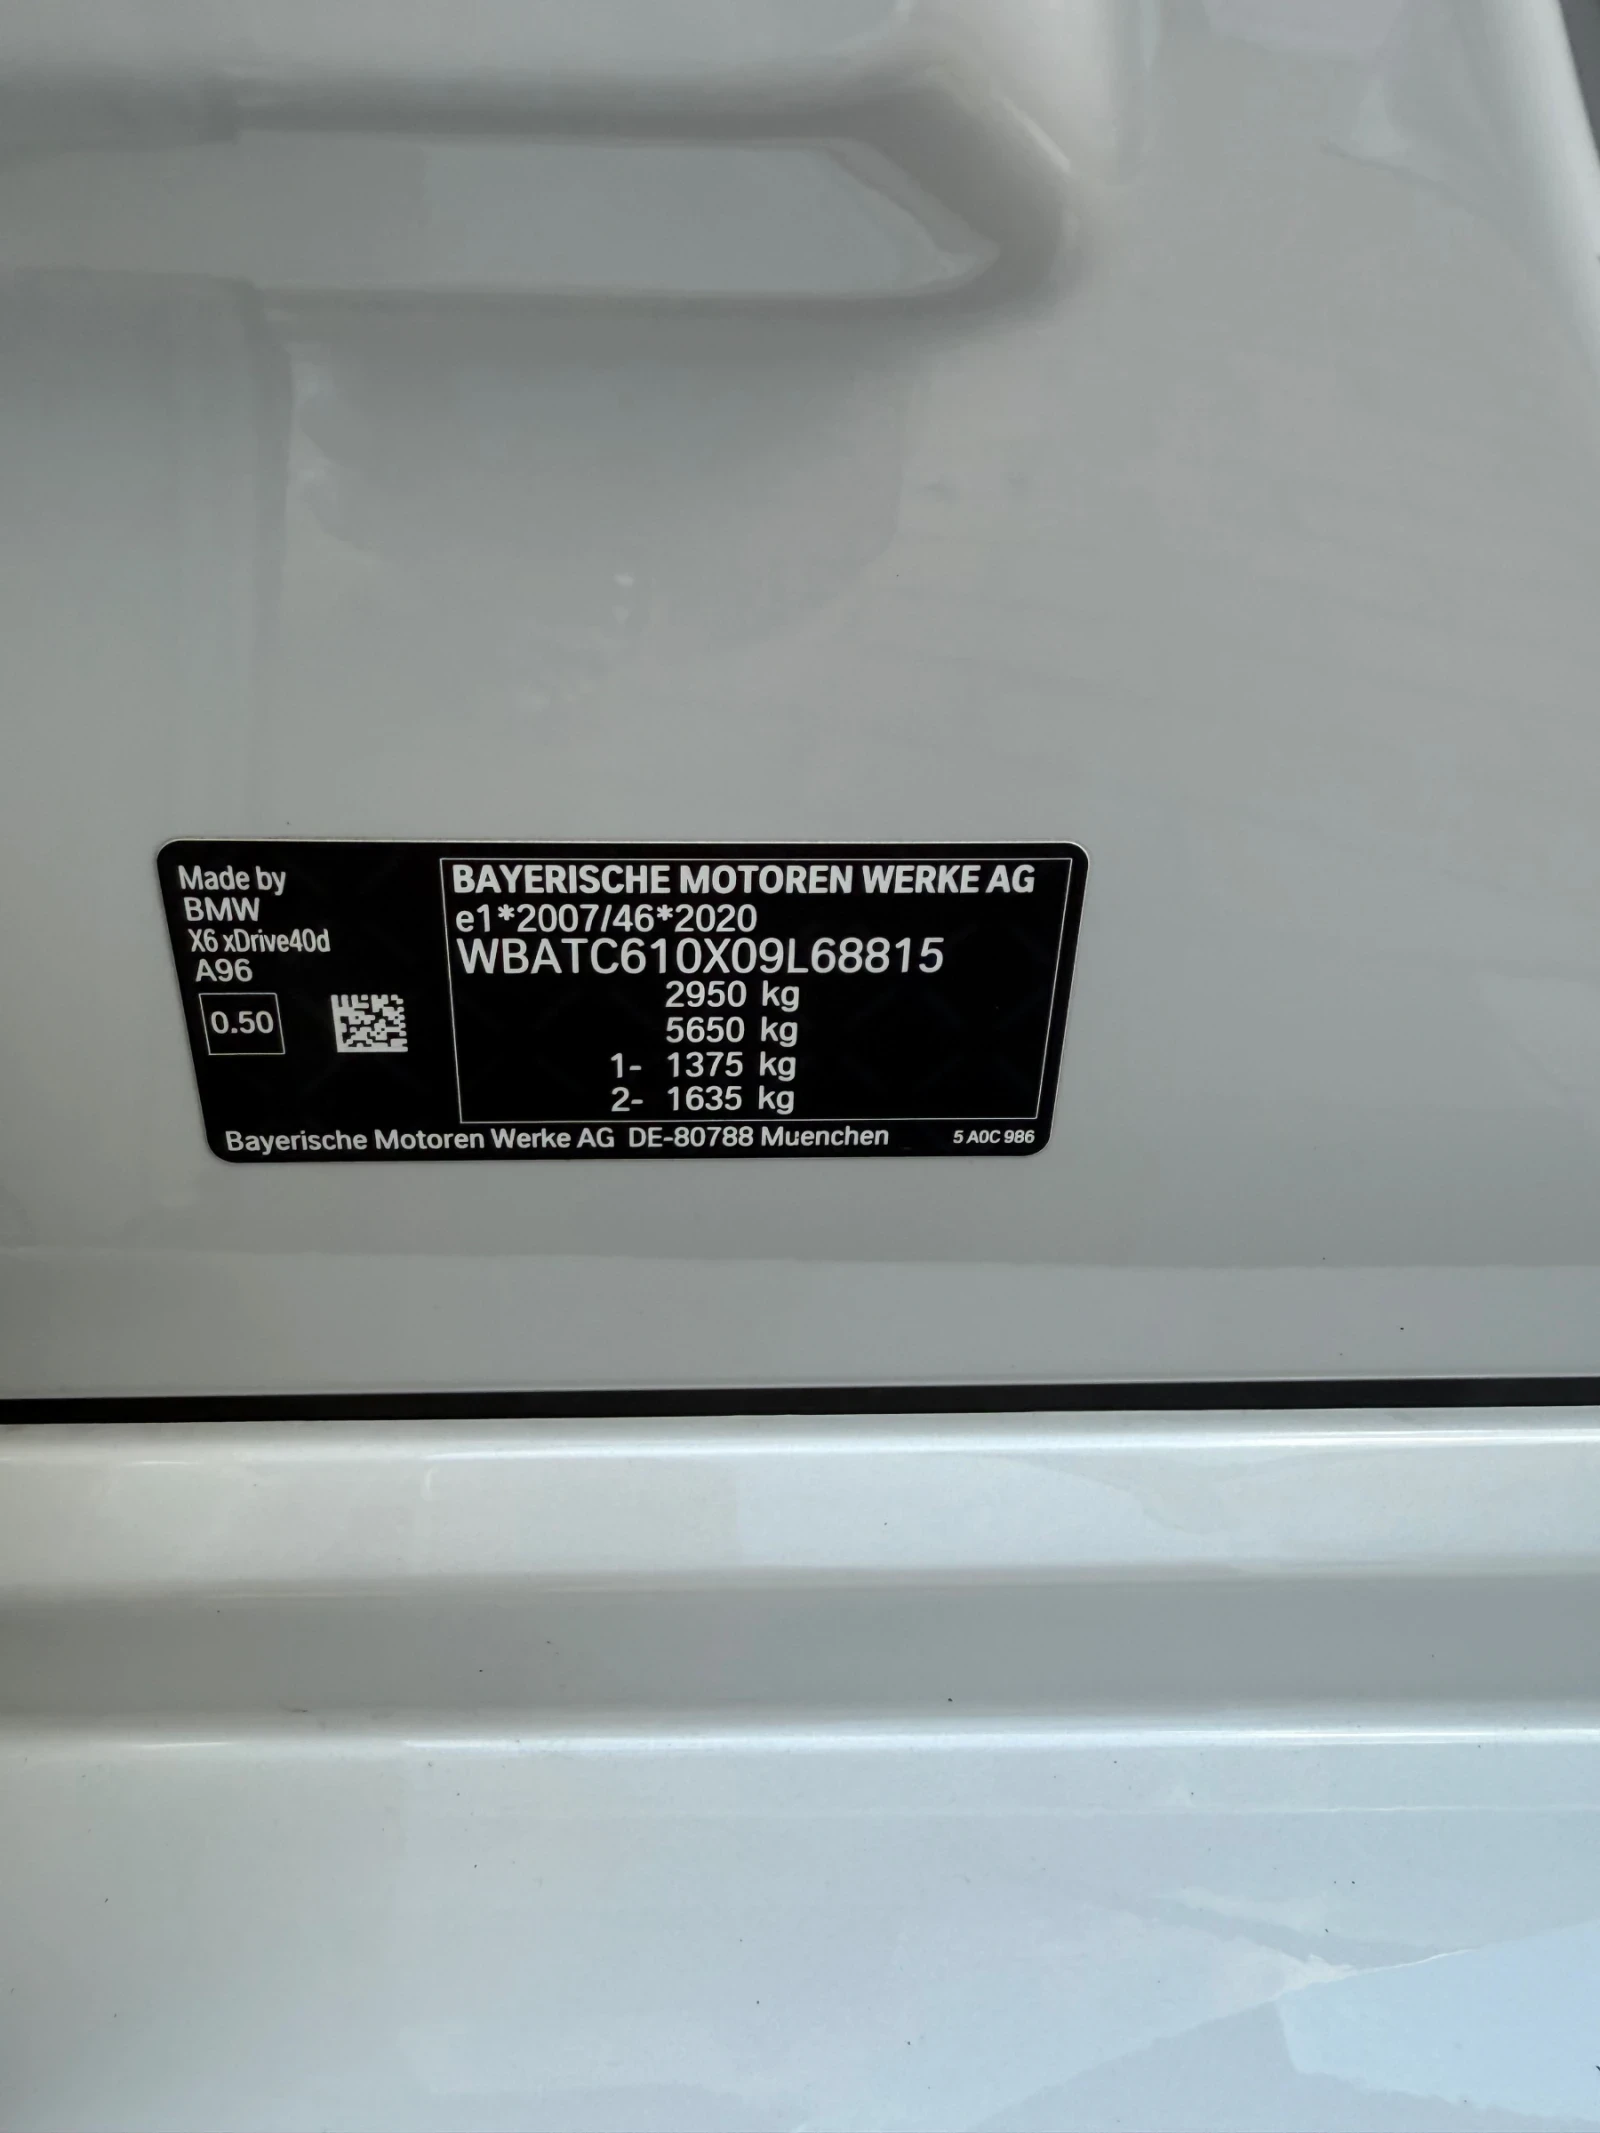 Made by
BMW
X6 xDrive40d
A96
0.50
BAYERISCHE MOTOREN WERKE AG
e1*2007/46*2020
WBATC610X09L68815
2950 kg
5650 kg
1- 1375 kg
2- 1635 kg
Bayerische Motoren Werke AG DE-80788 Muenchen 5 A0C 986